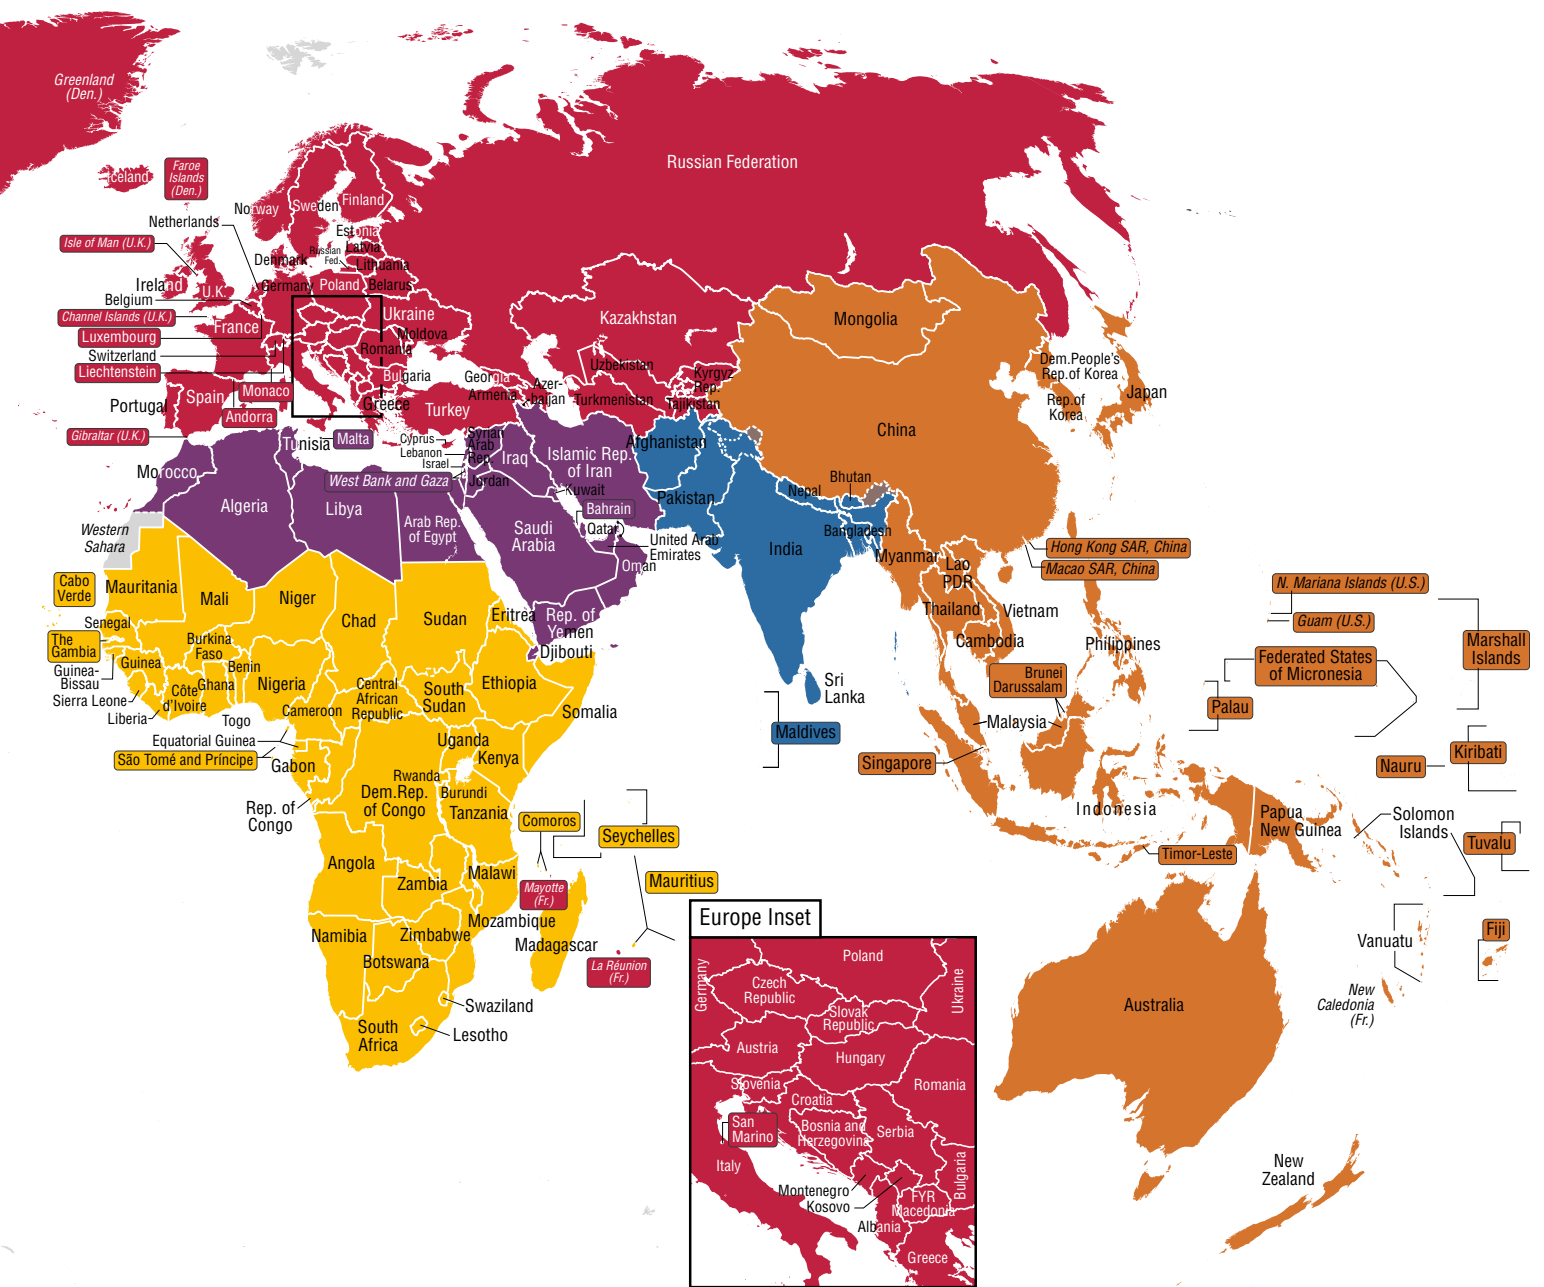 Greenland
(Den.)
Iceland
Faroe
Islands
(Den.)
Norway
Sweden
Finland
Russian Federation
Netherlands
Isle of Man (U.K.)
Estonia
Latvia
Russian
Fed.
Lithuania
Denmark
Ireland
U.K.
Germany
Poland
Belarus
Belgium
Channel Islands (U.K.)
Luxembourg
France
Ukraine
Moldova
Switzerland
Romania
Liechtenstein
Monaco
Bulgaria
Portugal
Spain
Andorra
Greece
Gibraltar (U.K.)
Turkey
Georgia
Armenia
Azer-
-baijan
Kazakhstan
Uzbekistan
Turkmenistan
Kyrgyz
Rep.
Tajikistan
Mongolia
Dem.People's
Rep.of Korea
Rep.of
Korea
Japan
China
Tunisia
Malta
Cyprus
Lebanon
Israel
Syrian
Arab
Rep.
West Bank and Gaza
Jordan
Iraq
Islamic Rep.
of Iran
Kuwait
Bahrain
Qatar
United Arab
Emirates
Oman
Saudi
Arabia
Rep. of
Yemen
Djibouti
Morocco
Algeria
Libya
Arab Rep.
of Egypt
Western
Sahara
Afghanistan
Pakistan
India
Nepal
Bhutan
Bangladesh
Sri
Lanka
Maldives
Myanmar
Lao
PDR
Thailand
Vietnam
Cambodia
Hong Kong SAR, China
Macao SAR, China
Philippines
Brunei
Darussalam
Malaysia
Singapore
Indonesia
Timor-Leste
Papua
New Guinea
N. Mariana Islands (U.S.)
Guam (U.S.)
Federated States
of Micronesia
Marshall
Islands
Palau
Nauru
Kiribati
Solomon
Islands
Tuvalu
Vanuatu
Fiji
New
Caledonia
(Fr.)
Australia
New
Zealand
Cabo
Verde
Mauritania
Mali
Niger
Chad
Sudan
Eritrea
Senegal
The
Gambia
Guinea-
Bissau
Guinea
Sierra Leone
Liberia
Côte
d'Ivoire
Burkina
Faso
Ghana
Benin
Togo
Nigeria
Cameroon
Central
African
Republic
South
Sudan
Ethiopia
Somalia
Equatorial Guinea
São Tomé and Príncipe
Gabon
Rep. of
Congo
Dem.Rep.
of Congo
Uganda
Kenya
Rwanda
Burundi
Tanzania
Comoros
Seychelles
Mayotte
(Fr.)
Mauritius
La Réunion
(Fr.)
Angola
Zambia
Malawi
Mozambique
Zimbabwe
Madagascar
Namibia
Botswana
Swaziland
Lesotho
South
Africa
Europe Inset
Germany
Poland
Czech
Republic
Ukraine
Slovak
Republic
Austria
Hungary
Slovenia
Romania
Croatia
San
Marino
Bosnia and
Herzegovina
Serbia
Italy
Bulgaria
Montenegro
Kosovo
FYR
Macedonia
Albania
Greece